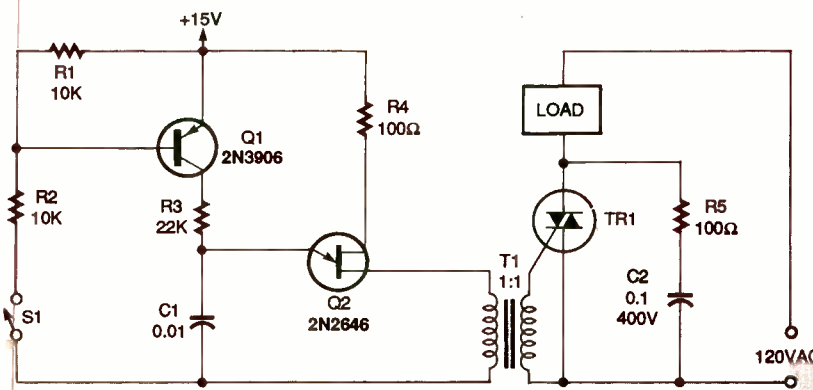 +15V
R1
10K
Q1
2N3906
R4
100Ω
LOAD
R2
10K
R3
22K
TR1
R5
100Ω
T1
1:1
S1
C1
0.01
Q2
2N2646
C2
0.1
400V
120VAC